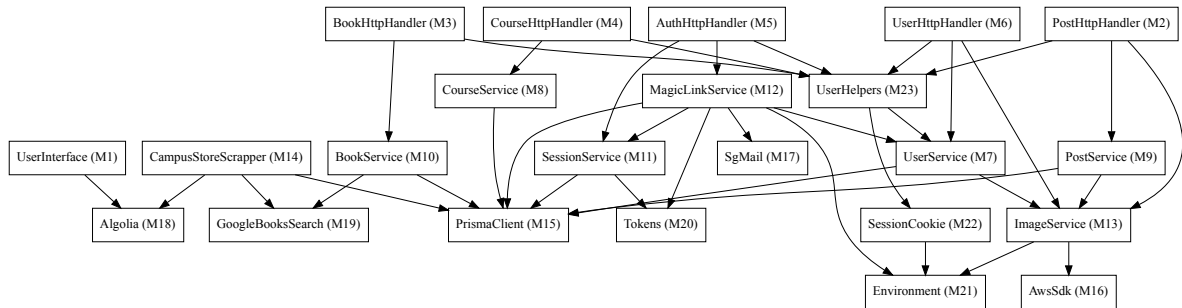 BookHttpHandler (M3)
CourseHttpHandler (M4)
AuthHttpHandler (M5)
UserHttpHandler (M6)
PostHttpHandler (M2)
CourseService (M8)
MagicLinkService (M12)
UserHelpers (M23)
UserInterface (M1)
CampusStoreScrapper (M14)
BookService (M10)
SessionService (M11)
SgMail (M17)
UserService (M7)
PostService (M9)
Algolia (M18)
GoogleBooksSearch (M19)
PrismaClient (M15)
Tokens (M20)
SessionCookie (M22)
ImageService (M13)
Environment (M21)
AwsSdk (M16)